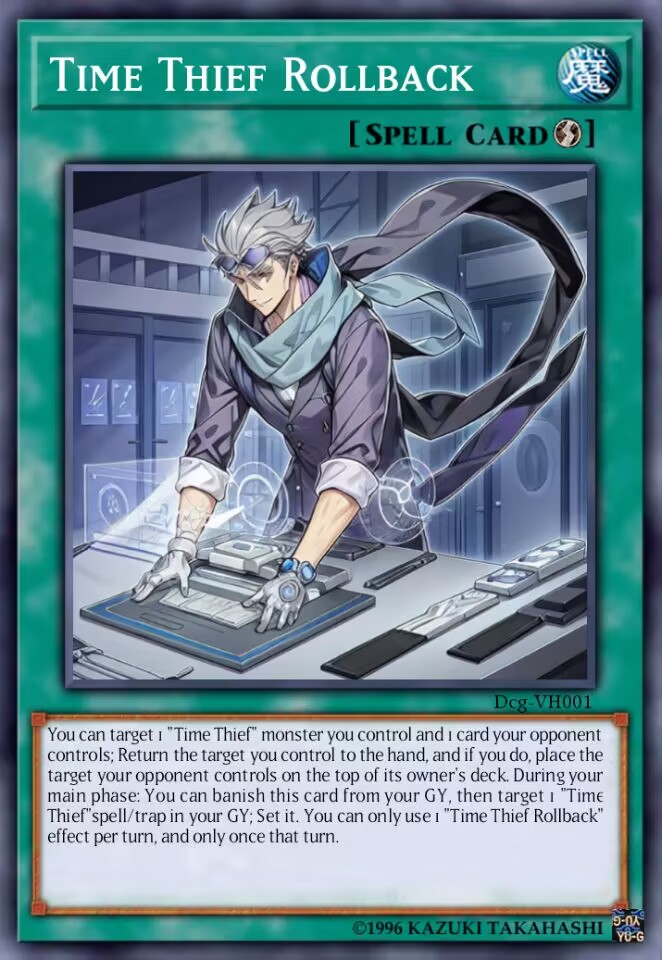 TIME THIEF ROLLBACK
SPELL
魔
[SPELL CARD]
Dcg-VH001
You can target 1 "Time Thief" monster you control and 1 card your opponent
controls; Return the target you control to the hand, and if you do, place the
target your opponent controls on the top of its owner's deck. During your
main phase: You can banish this card from your GY, then target 1 "Time
Thief"spell/trap in your GY; Set it. You can only use 1 "Time Thief Rollback"
effect per turn, and only once that turn.
©1996 KAZUKI TAKAHASHI